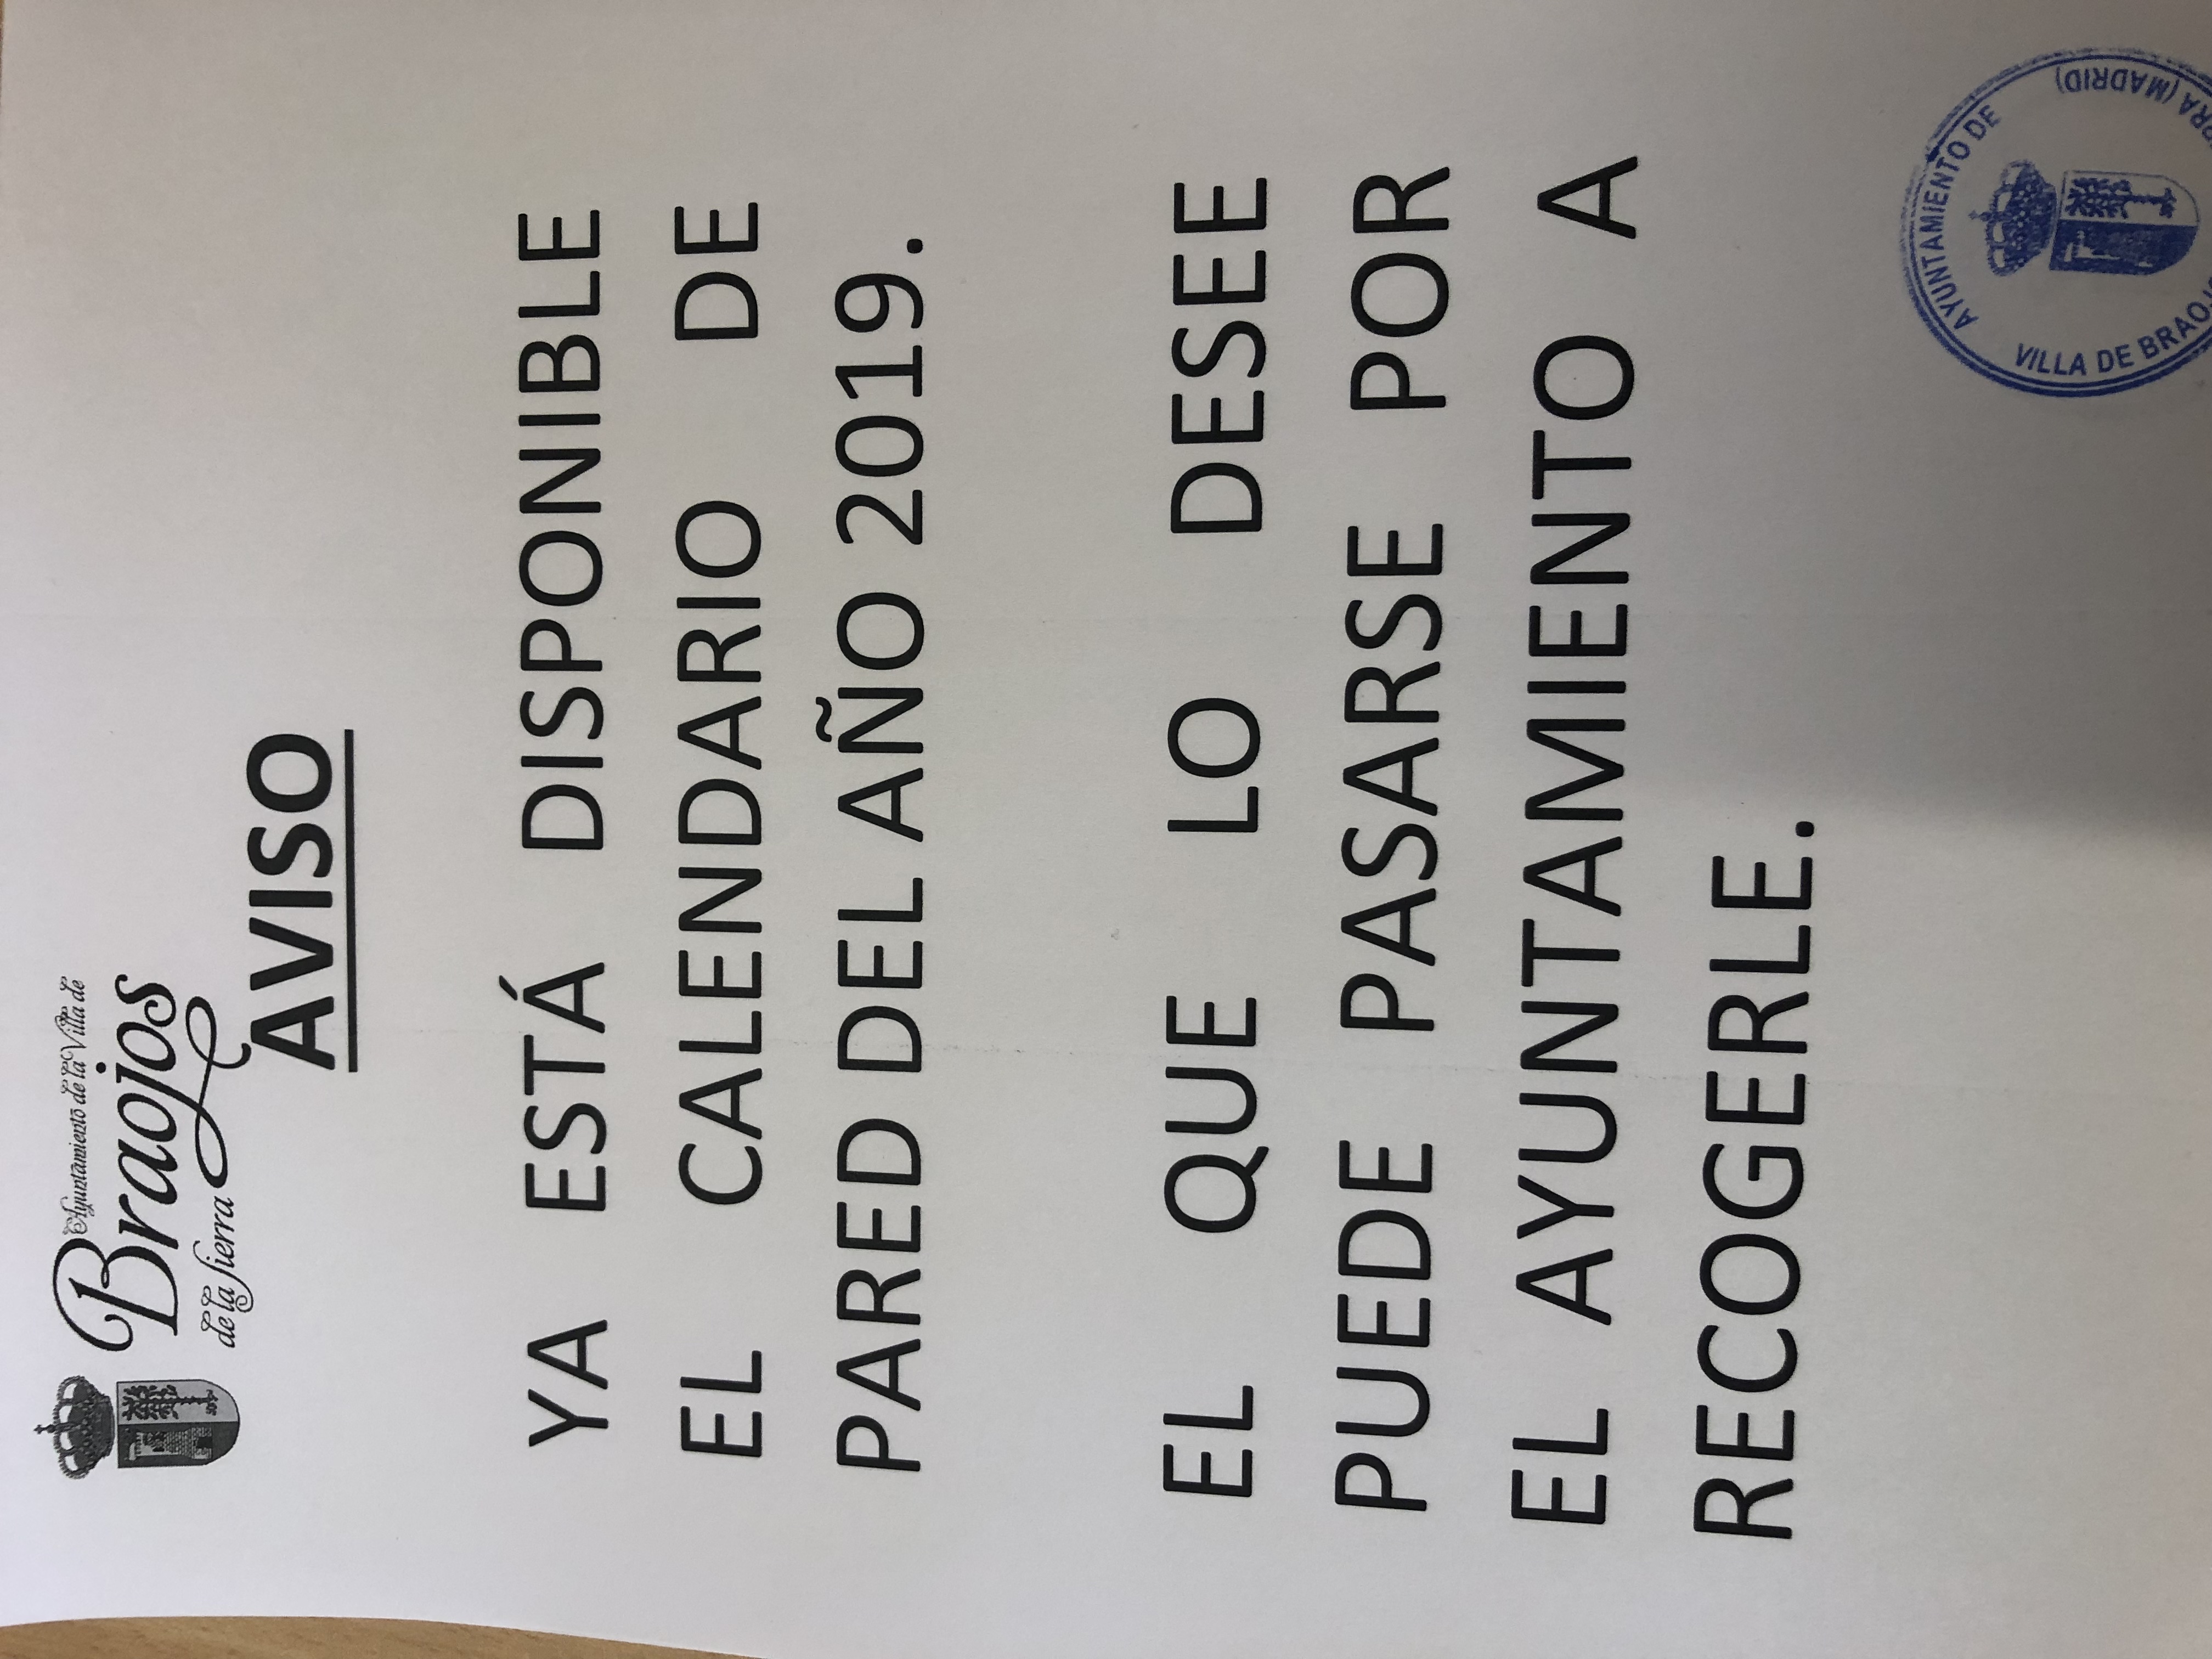 Ayuntamiento de la Villa de
Braojos
de la Sierra
AVISO
YA ESTÁ DISPONIBLE
EL CALENDARIO DE
PARED DEL AÑO 2019.
EL QUE LO DESEE
PUEDE PASARSE POR
EL AYUNTAMIENTO A
RECOGERLE.
AYUNTAMIENTO DE
VILLA DE
(MADRID)